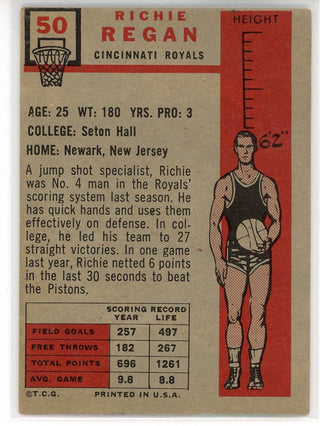 50
RICHIE
REGAN
CINCINNATI ROYALS
HEIGHT
6'2"
AGE: 25 WT: 180 YRS. PRO: 3
COLLEGE: Seton Hall
HOME: Newark, New Jersey
A jump shot specialist, Richie
was No. 4 man in the Royals'
scoring system last season. He
has quick hands and uses them
effectively on defense. In col-
lege, he led his team to 27
straight victories. In one game
last year, Richie netted 6 points
in the last 30 seconds to beat
the Pistons.
SCORING RECORD
YEAR LIFE
FIELD GOALS 257 497
FREE THROWS 182 267
TOTAL POINTS 696 1261
AVG. GAME 9.8 8.8
©T.C.G. PRINTED IN U.S.A.